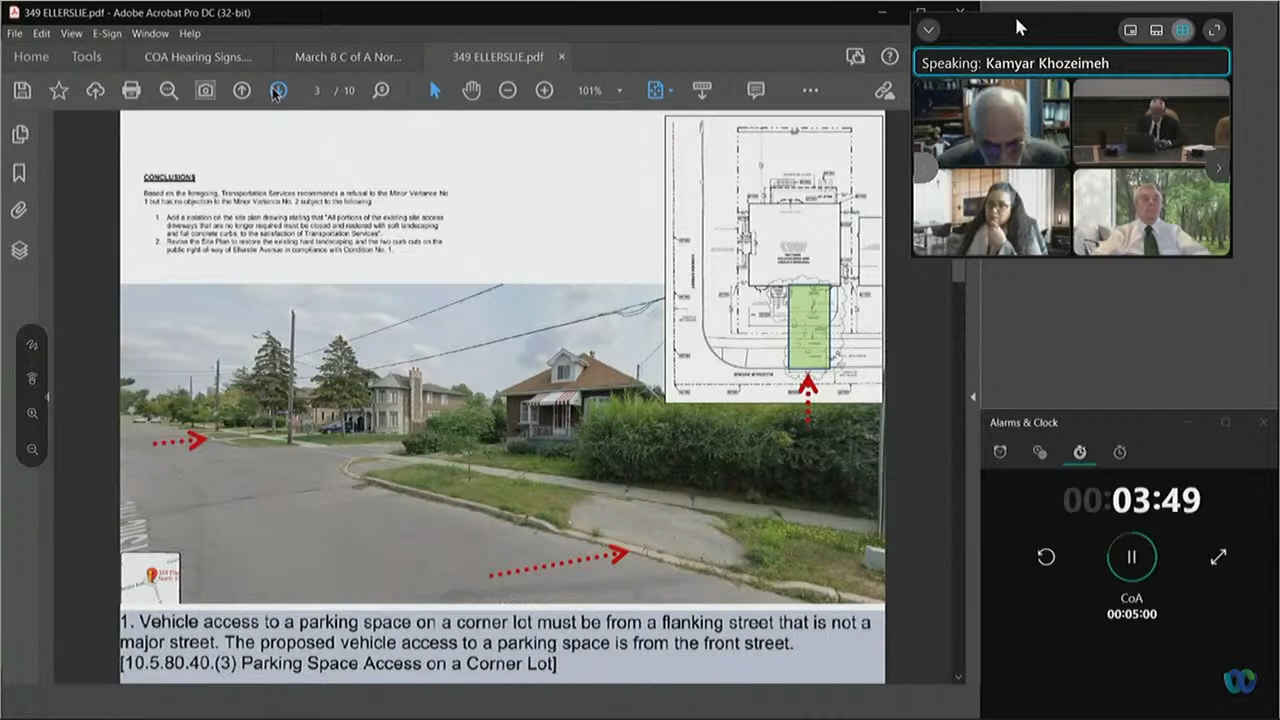 349 ELLERSLIE.pdf - Adobe Acrobat Pro DC (32-bit)
File Edit View E-Sign Window Help
Home Tools COA Hearing Signs.... March 8 C of A Nor... 349 ELLERSLIE.pdf ×
3 / 10 101%
Speaking: Kamyar Khozeimeh
CONCLUSIONS
Based on the foregoing, Transportation Services recommends a refusal to the Minor Variance No
1 but has no objection to the Minor Variance No. 2 subject to the following:
1. Add a notation on the site plan drawing stating that "All portions of the existing site access
driveways that are no longer required must be closed and restored with soft landscaping
and full concrete curbs, to the satisfaction of Transportation Services".
2. Revise the Site Plan to restore the existing hard landscaping and the two curb cuts on the
public right-of-way of Ellerslie Avenue in compliance with Condition No. 1.
1. Vehicle access to a parking space on a corner lot must be from a flanking street that is not a
major street. The proposed vehicle access to a parking space is from the front street.
[10.5.80.40.(3) Parking Space Access on a Corner Lot]
Alarms & Clock
00:03:49
CoA
00:05:00